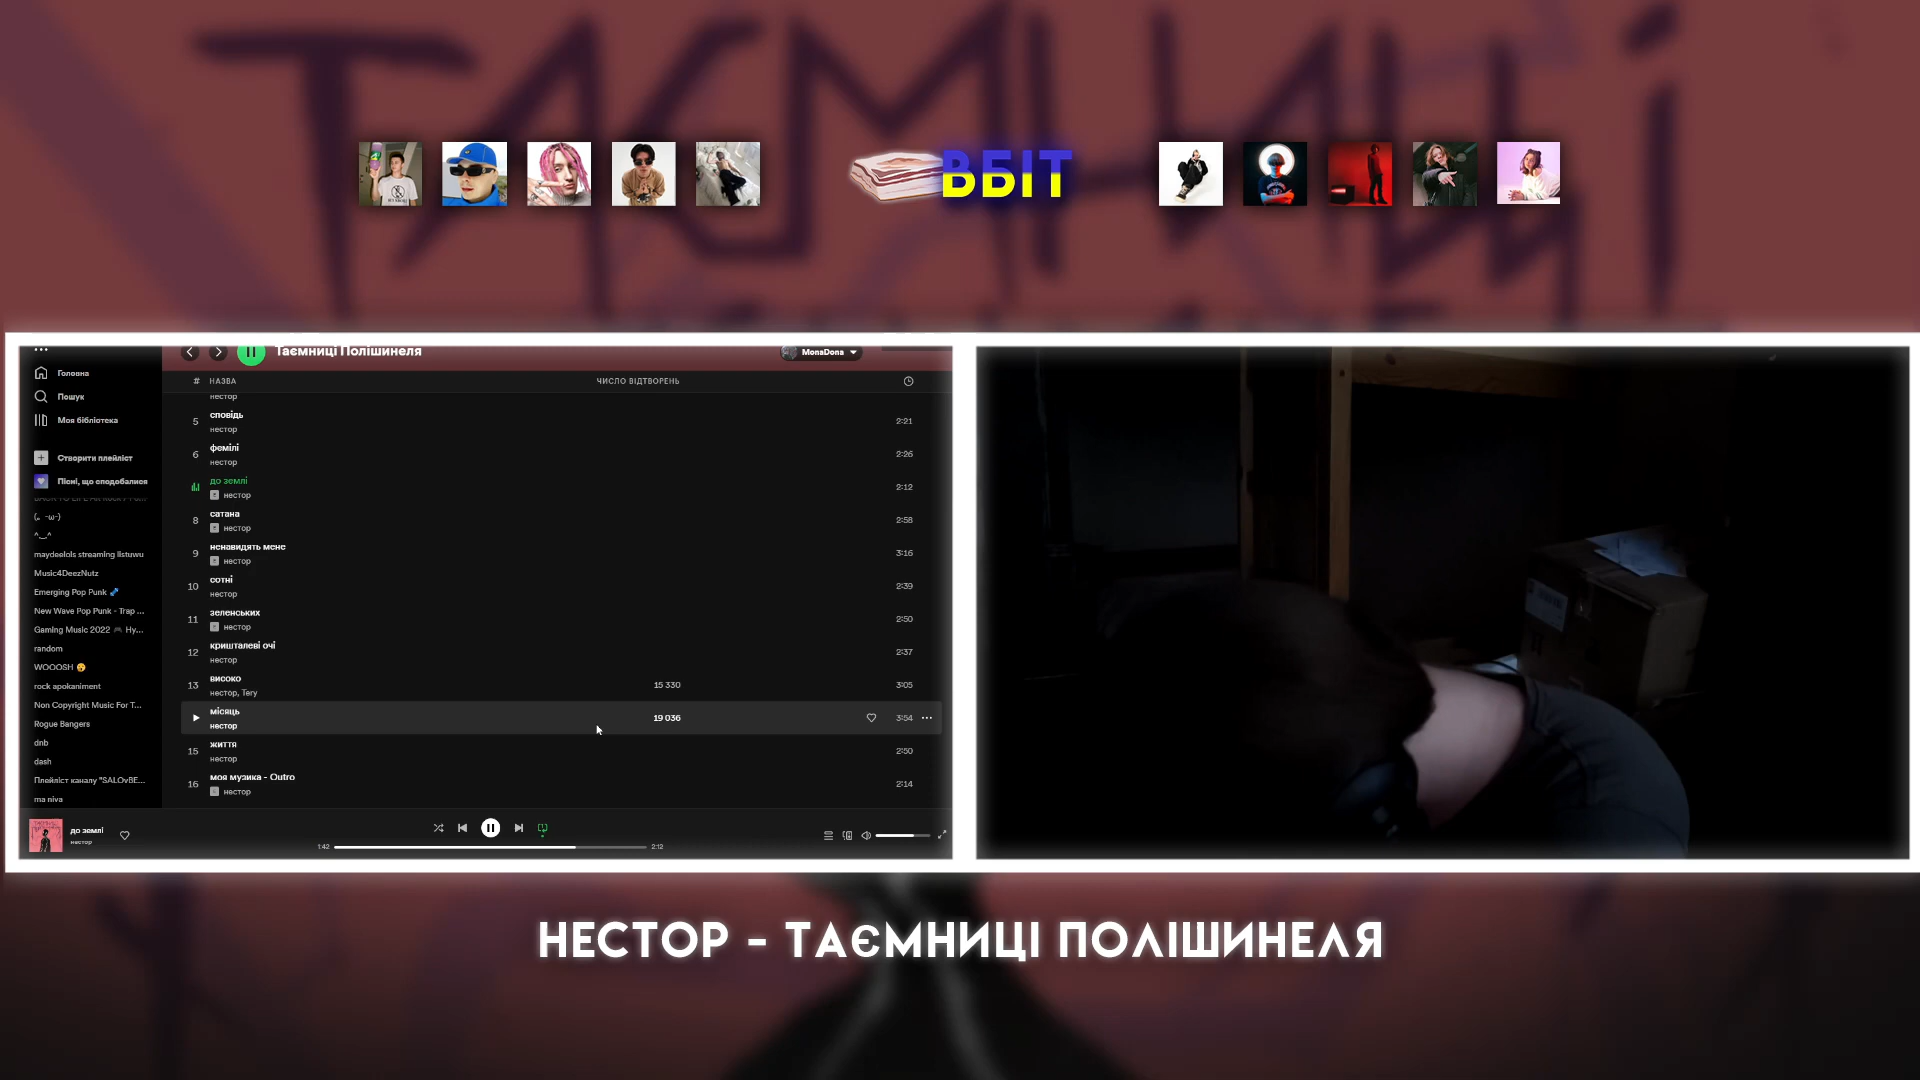 ТАЄМНИЦІ
ВБІТ
Таємниці Полішинеля
MonaDona
Головна
Пошук
Моя бібліотека
Створити плейліст
Пісні, що сподобалися
(。-ω-)
^‿^
maydeelols streaming listuwu
Music4DeezNutz
Emerging Pop Punk
New Wave Pop Punk - Trap ...
Gaming Music 2022 🎮 Hy...
random
WOOOSH 😮
rock apokaniment
Non Copyright Music For T...
Rogue Bangers
dnb
dash
Плейліст каналу "SALOvBE...
ma niva
# НАЗВА ЧИСЛО ВІДТВОРЕНЬ
нестор
5 сповідь 2:21
нестор
6 фемілі 2:26
нестор
до землі 2:12
E нестор
8 сатана 2:58
E нестор
9 ненавидять мене 3:16
E нестор
10 сотні 2:39
нестор
11 зеленських 2:50
E нестор
12 кришталеві очі 2:37
нестор
13 високо 15 330 3:05
нестор, Tery
місяць 19 036 3:54
нестор
15 життя 2:50
нестор
16 моя музика - Outro 2:14
E нестор
до землі
нестор
1:42 2:12
НЕСТОР - ТАЄМНИЦІ ПОЛІШИНЕЛЯ